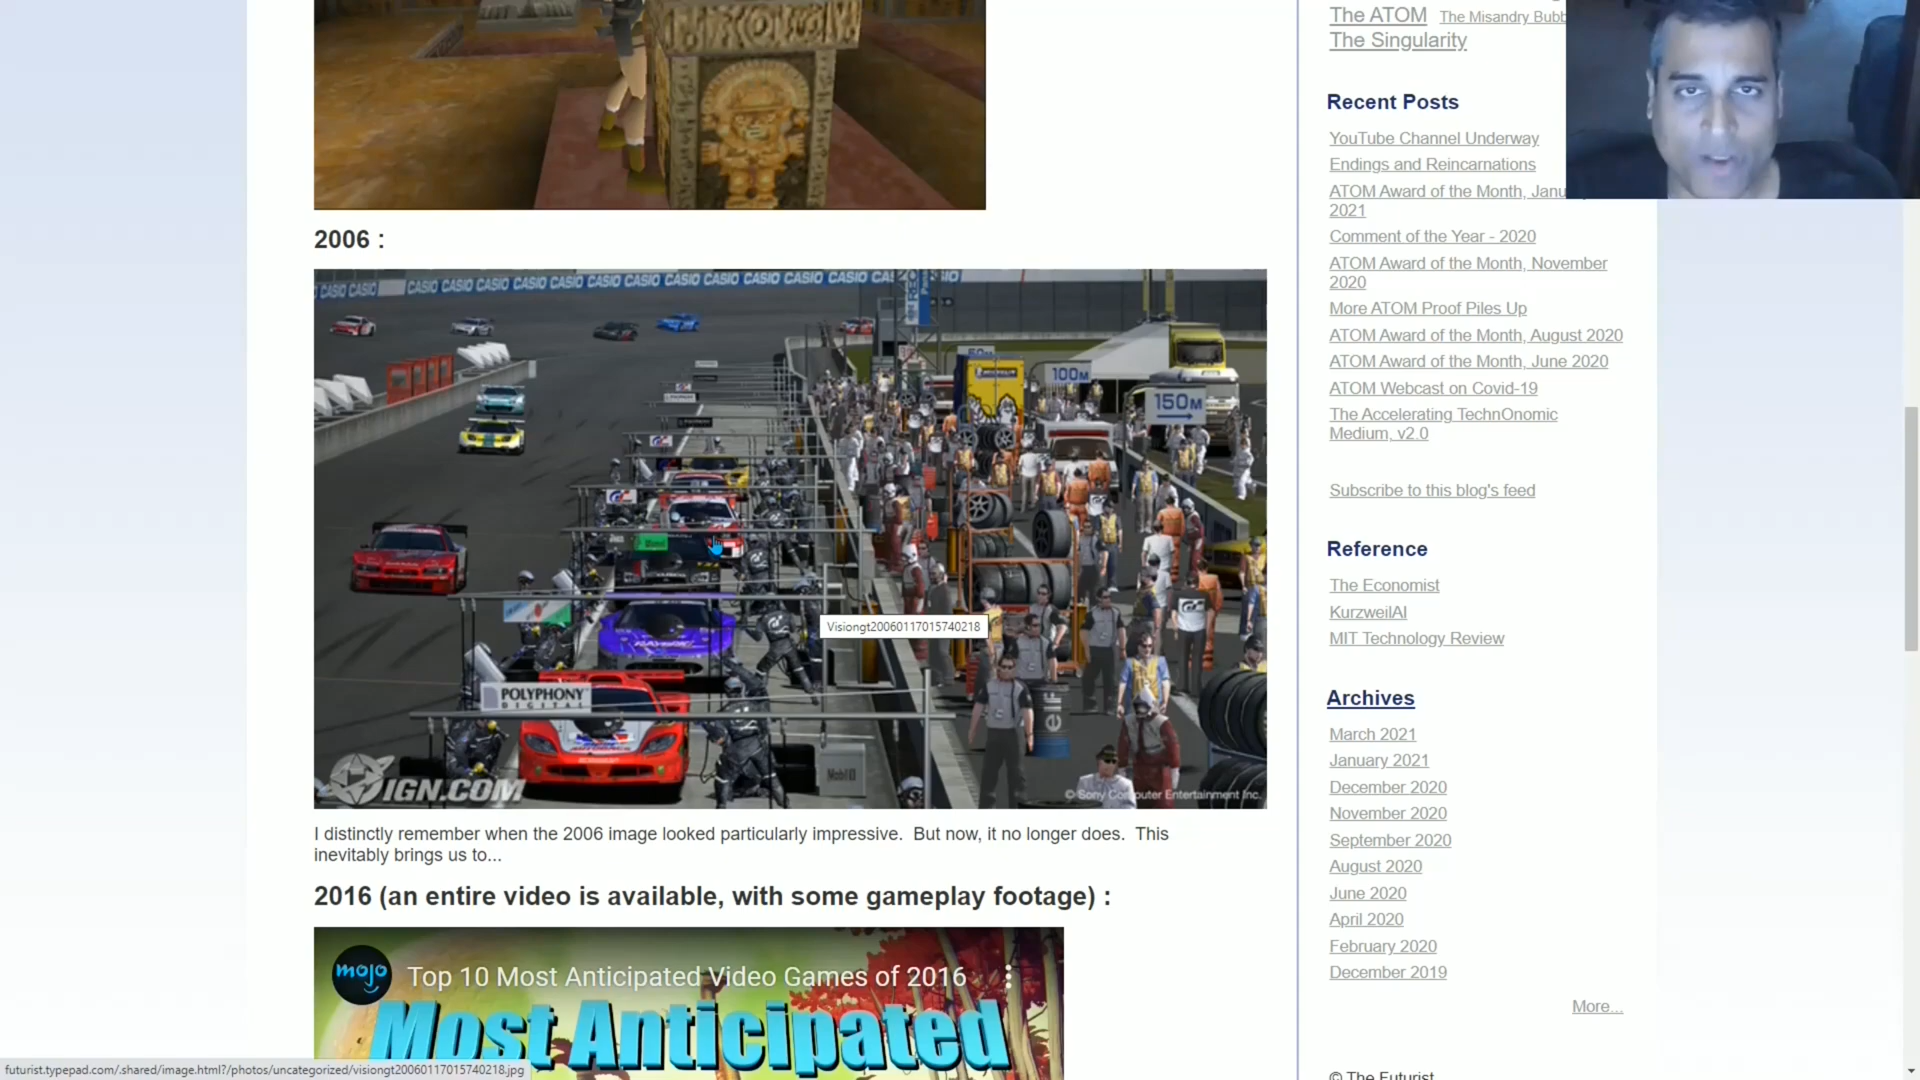 The ATOM The Misandry Bubb
The Singularity
Recent Posts
YouTube Channel Underway
Endings and Reincarnations
ATOM Award of the Month, Janu
2021
Comment of the Year - 2020
ATOM Award of the Month, November
2020
More ATOM Proof Piles Up
ATOM Award of the Month, August 2020
ATOM Award of the Month, June 2020
ATOM Webcast on Covid-19
The Accelerating TechnOnomic
Medium, v2.0
Subscribe to this blog's feed
Reference
The Economist
KurzweilAI
MIT Technology Review
Archives
March 2021
January 2021
December 2020
November 2020
September 2020
August 2020
June 2020
April 2020
February 2020
December 2019
More...
© The Futurist
2006 :
CASIO CASIO CASIO CASIO CASIO CASIO CASIO CASIO CASIO CASIO CASIO
50m
100M
150M
Visiongt20060117015740218
POLYPHONY
DIGITAL
Mobil 1
IGN.COM
© Sony Computer Entertainment Inc.
I distinctly remember when the 2006 image looked particularly impressive. But now, it no longer does. This
inevitably brings us to...
2016 (an entire video is available, with some gameplay footage) :
mojo
Top 10 Most Anticipated Video Games of 2016
Most Anticipated
futurist.typepad.com/.shared/image.html?/photos/uncategorized/visiongt20060117015740218.jpg